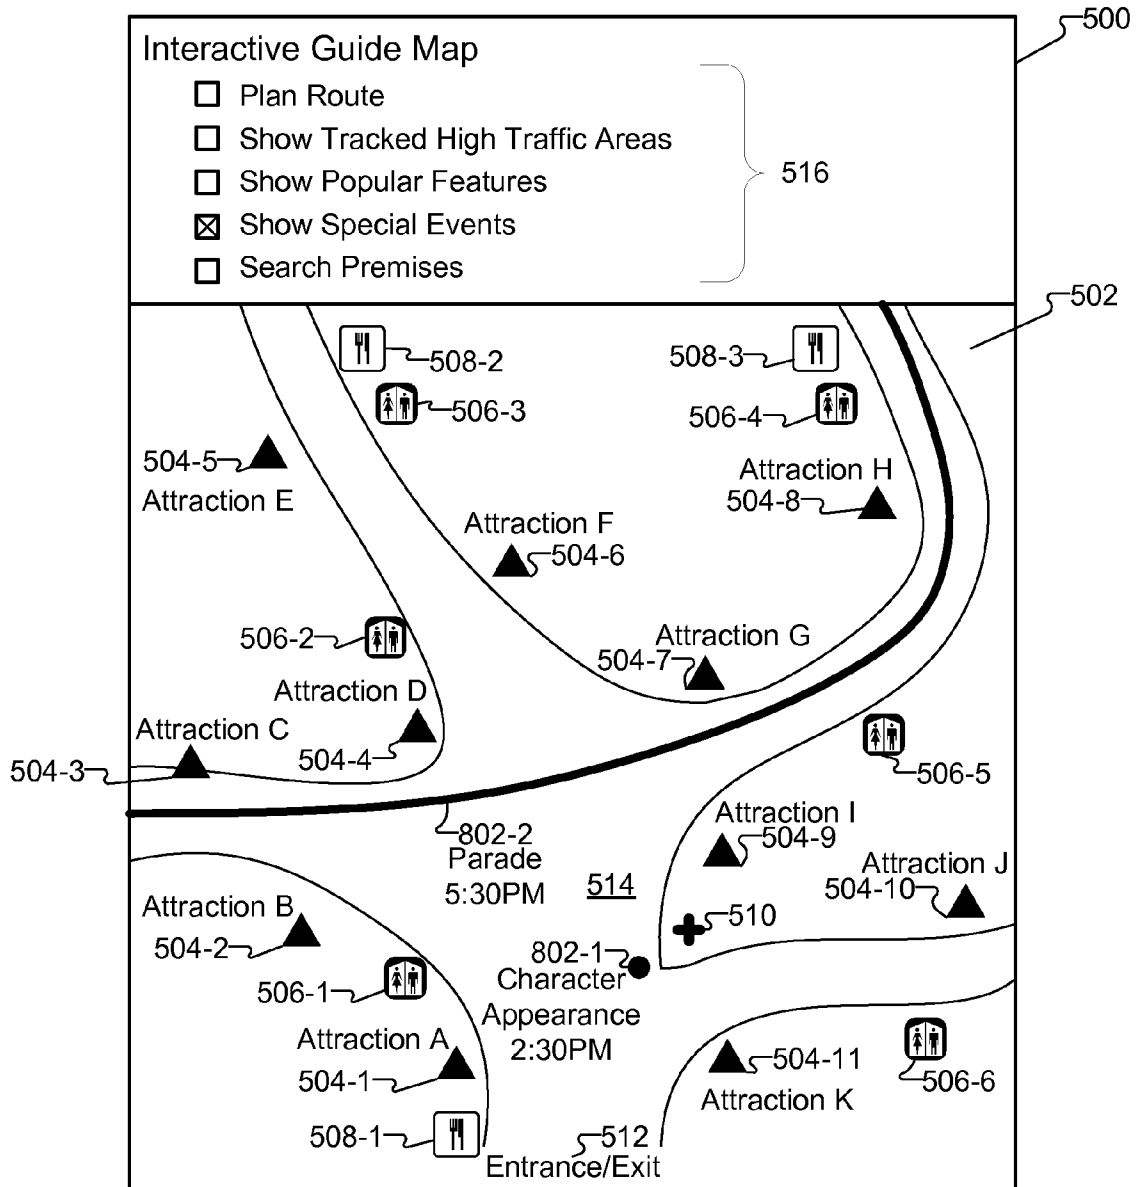 500
Interactive Guide Map
Plan Route
Show Tracked High Traffic Areas
Show Popular Features
516
Show Special Events
Search Premises
502
508-2
508-3
506-3
506-4
504-5
Attraction E
Attraction H
504-8
Attraction F
504-6
506-2
Attraction G
504-7
Attraction D
504-4
Attraction C
504-3
506-5
802-2
Parade
5:30PM
514
Attraction I
504-9
Attraction J
504-10
Attraction B
504-2
510
802-1
Character
Appearance
2:30PM
506-1
Attraction A
504-1
504-11
Attraction K
506-6
508-1
512
Entrance/Exit